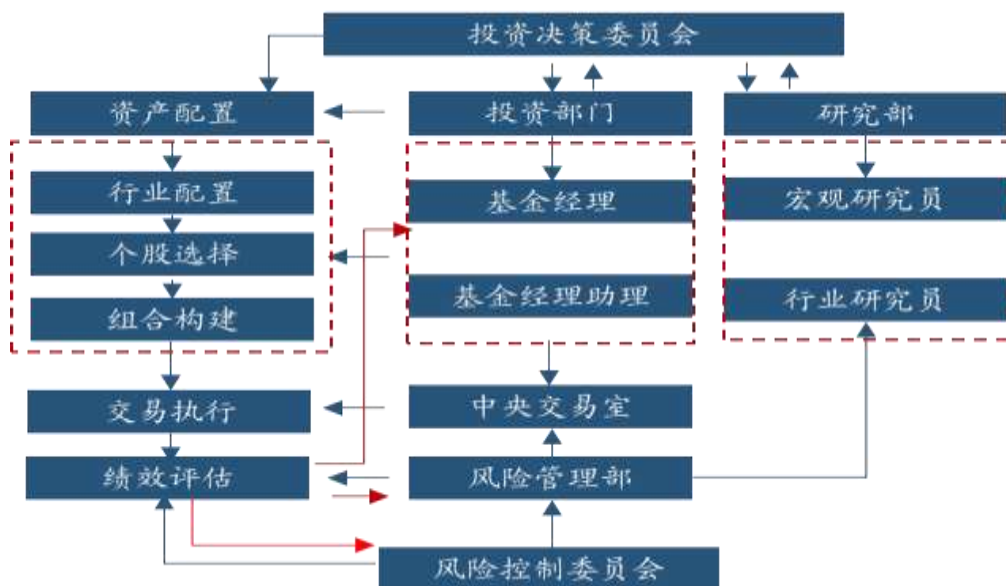 投资决策委员会
资产配置
投资部门
研究部
行业配置
基金经理
宏观研究员
个股选择
基金经理助理
行业研究员
组合构建
交易执行
中央交易室
绩效评估
风险管理部
风险控制委员会